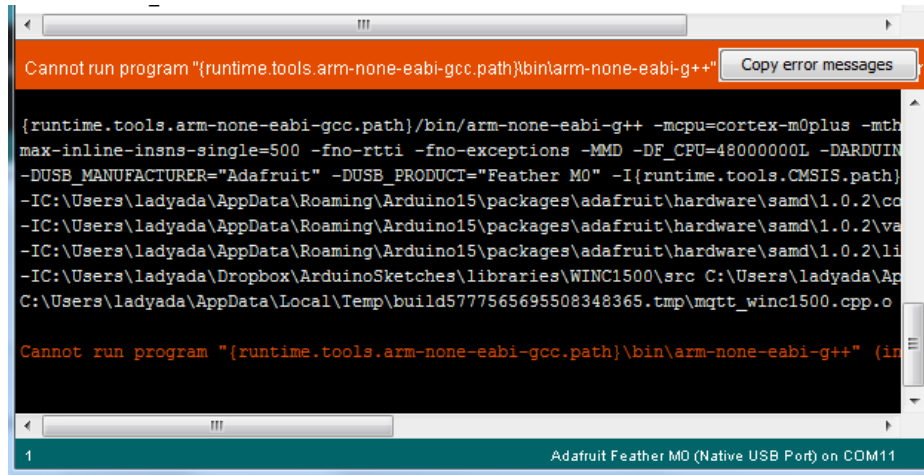 Cannot run program "{runtime.tools.arm-none-eabi-gcc.path}\bin\arm-none-eabi-g++" Copy error messages
{runtime.tools.arm-none-eabi-gcc.path}/bin/arm-none-eabi-g++ -mcpu=cortex-m0plus -mth
max-inline-insns-single=500 -fno-rtti -fno-exceptions -MMD -DF_CPU=48000000L -DARDUIN
-DUSB_MANUFACTURER="Adafruit" -DUSB_PRODUCT="Feather M0" -I{runtime.tools.CMSIS.path}
-IC:\Users\ladyada\AppData\Roaming\Arduino15\packages\adafruit\hardware\samd\1.0.2\co
-IC:\Users\ladyada\AppData\Roaming\Arduino15\packages\adafruit\hardware\samd\1.0.2\va
-IC:\Users\ladyada\AppData\Roaming\Arduino15\packages\adafruit\hardware\samd\1.0.2\li
-IC:\Users\ladyada\Dropbox\ArduinoSketches\libraries\WINC1500\src C:\Users\ladyada\Ap
C:\Users\ladyada\AppData\Local\Temp\build5777565695508348365.tmp\mqtt_winc1500.cpp.o
Cannot run program "{runtime.tools.arm-none-eabi-gcc.path}\bin\arm-none-eabi-g++" (in
1 Adafruit Feather M0 (Native USB Port) on COM11